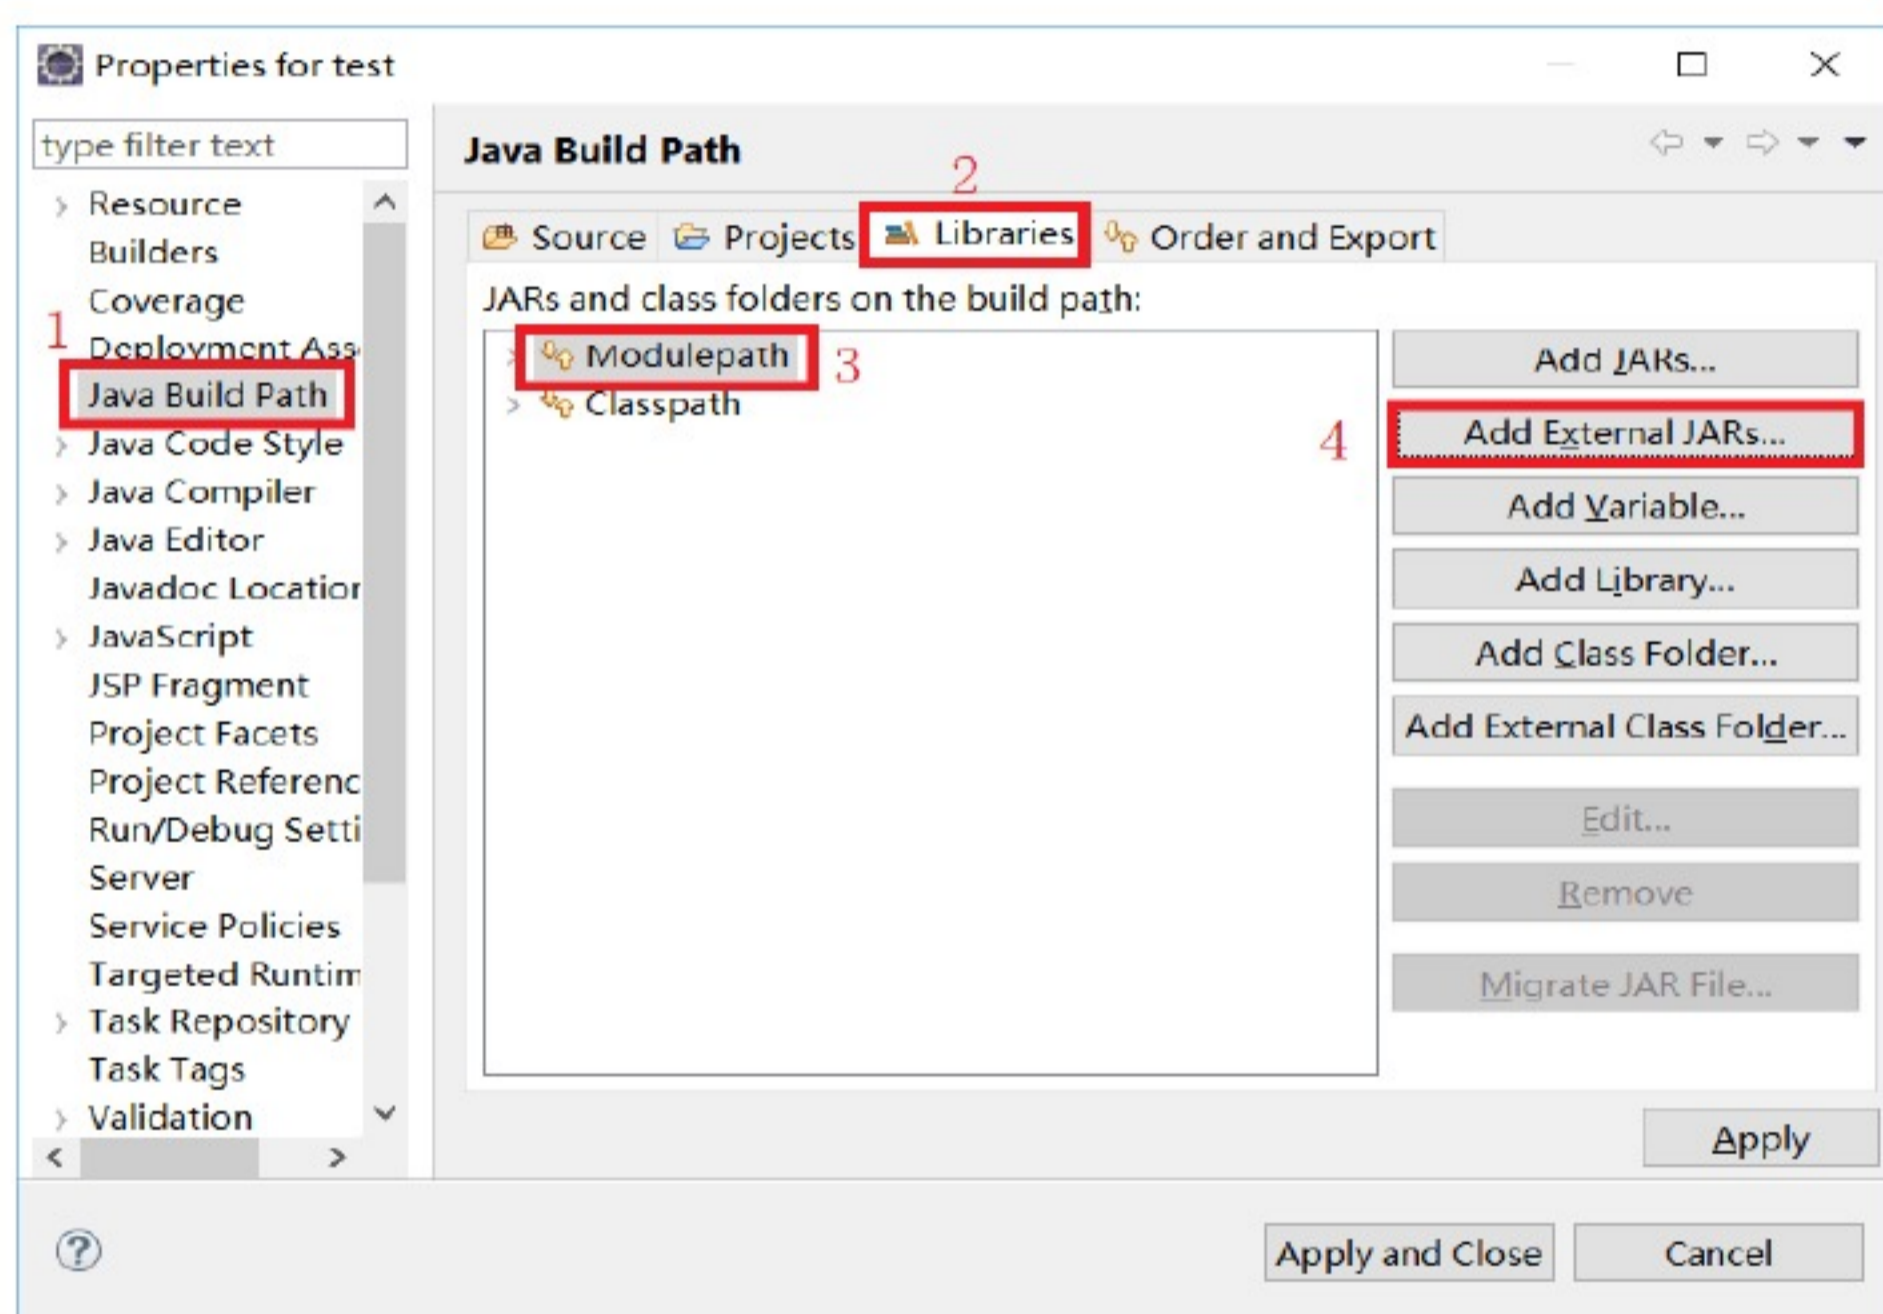 Properties for test
type filter text
Resource
Builders
Coverage
1
Deployment Ass
Java Build Path
Java Code Style
Java Compiler
Java Editor
Javadoc Location
JavaScript
JSP Fragment
Project Facets
Project Referenc
Run/Debug Setti
Server
Service Policies
Targeted Runtim
Task Repository
Task Tags
Validation
Java Build Path
2
Source Projects Libraries Order and Export
JARs and class folders on the build path:
Modulepath 3
Classpath
Add JARs...
4 Add External JARs...
Add Variable...
Add Library...
Add Class Folder...
Add External Class Folder...
Edit...
Remove
Migrate JAR File...
Apply
? Apply and Close Cancel